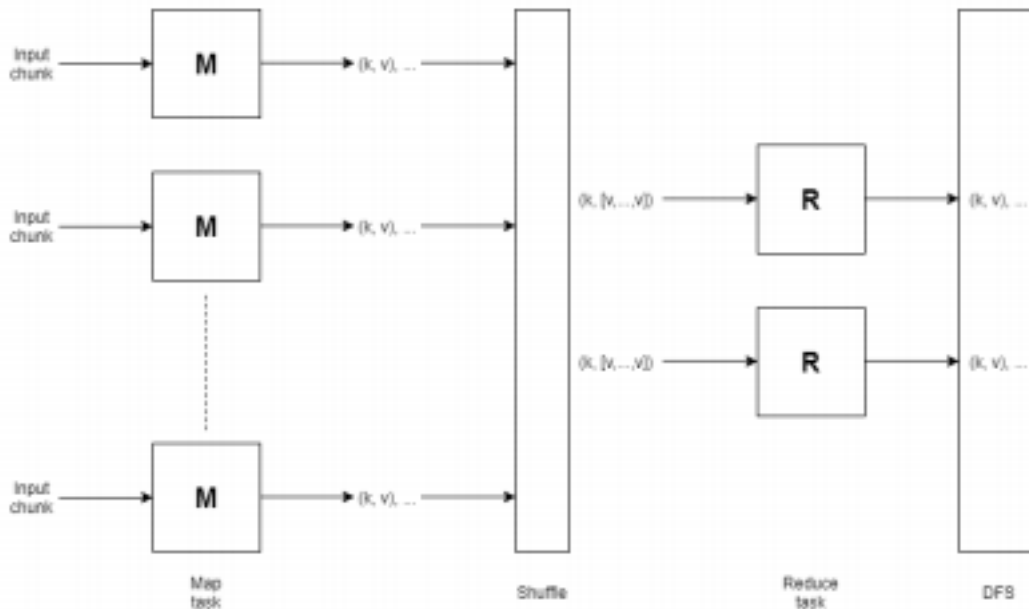 Input
chunk
M
(k, v), ...
Input
chunk
M
(k, v), ...
(k, [v,...,v])
R
(k, v), ...
(k, [v,...,v])
R
(k, v), ...
Input
chunk
M
(k, v), ...
Map
task
Shuffle
Reduce
task
DFS